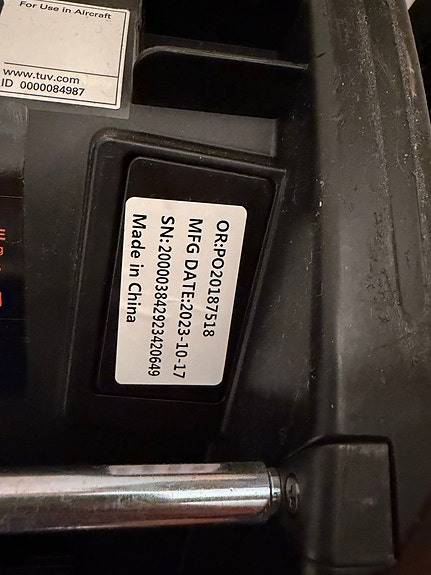 For Use in Aircraft
www.tuv.com
ID 0000084987
OR:PO20187518
MFG DATE:2023-10-17
SN:200003842923420649
Made in China